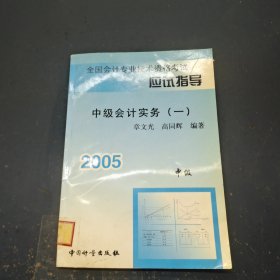 全国会计专业技术资格考试
应试指导
中级会计实务（一）
章文光 高同辉 编著
2005
中级
中国计量出版社